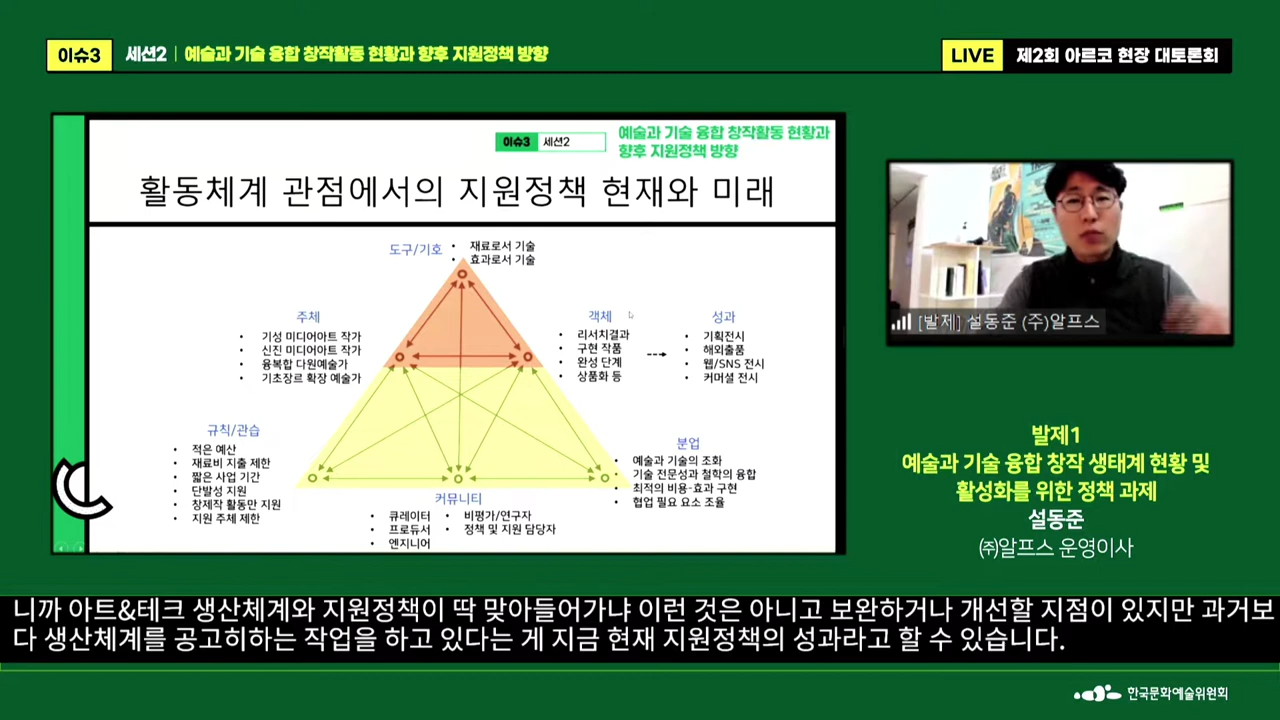 이슈3
세션2 | 예술과 기술 융합 창작활동 현황과 향후 지원정책 방향
LIVE 제2회 아르코 현장 대토론회
이슈3 세션2
예술과 기술 융합 창작활동 현황과
향후 지원정책 방향
활동체계 관점에서의 지원정책 현재와 미래
도구/기호
• 재료로서 기술
• 효과로서 기술
주체
• 기성 미디어아트 작가
• 신진 미디어아트 작가
• 융복합 다원예술가
• 기초장르 확장 예술가
객체
• 리서치결과
• 구현 작품
• 완성 단계
• 상품화 등
성과
• 기획전시
• 해외출품
• 웹/SNS 전시
• 커머셜 전시
규칙/관습
• 적은 예산
• 재료비 지출 제한
• 짧은 사업 기간
• 단발성 지원
• 창제작 활동만 지원
• 지원 주체 제한
커뮤니티
• 큐레이터
• 프로듀서
• 엔지니어
• 비평가/연구자
• 정책 및 지원 담당자
분업
• 예술과 기술의 조화
• 기술 전문성과 철학의 융합
• 최적의 비용-효과 구현
• 협업 필요 요소 조율
[발제] 설동준 (주)알프스
발제1
예술과 기술 융합 창작 생태계 현황 및
활성화를 위한 정책 과제
설동준
㈜알프스 운영이사
니까 아트&테크 생산체계와 지원정책이 딱 맞아들어가냐 이런 것은 아니고 보완하거나 개선할 지점이 있지만 과거보
다 생산체계를 공고히하는 작업을 하고 있다는 게 지금 현재 지원정책의 성과라고 할 수 있습니다.
한국문화예술위원회